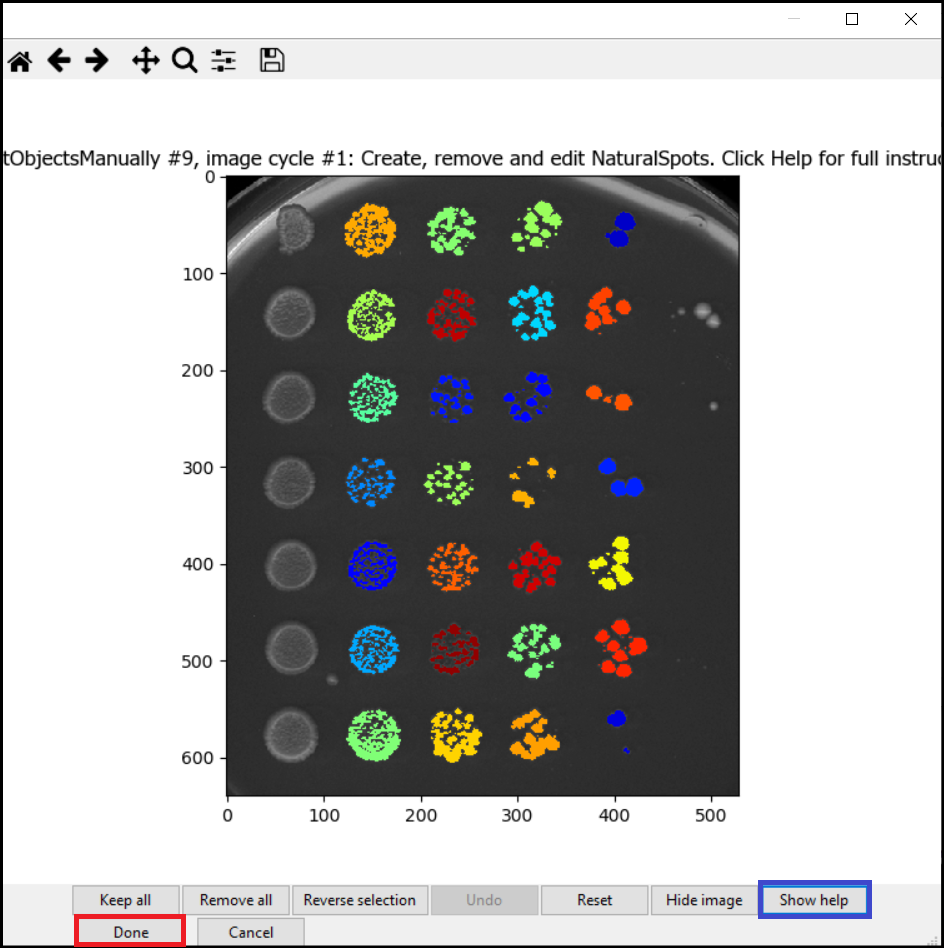 tObjectsManually #9, image cycle #1: Create, remove and edit NaturalSpots. Click Help for full instruc
0
100
200
300
400
500
600
0 100 200 300 400 500
Keep all Remove all Reverse selection Undo Reset Hide image Show help
Done Cancel